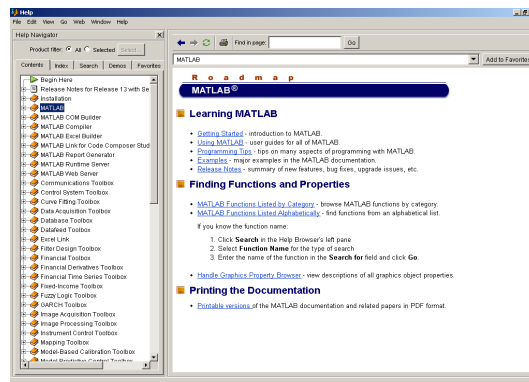 Help
File Edit View Go Web Window Help
Help Navigator
Product filter: All Selected Select...
Contents Index Search Demos Favorites
Begin Here
Release Notes for Release 13 with Se
Installation
MATLAB
MATLAB COM Builder
MATLAB Compiler
MATLAB Excel Builder
MATLAB Link for Code Composer Stud
MATLAB Report Generator
MATLAB Runtime Server
MATLAB Web Server
Communications Toolbox
Control System Toolbox
Curve Fitting Toolbox
Data Acquisition Toolbox
Database Toolbox
Datafeed Toolbox
Excel Link
Filter Design Toolbox
Financial Toolbox
Financial Derivatives Toolbox
Financial Time Series Toolbox
Fixed-Income Toolbox
Fuzzy Logic Toolbox
GARCH Toolbox
Image Acquisition Toolbox
Image Processing Toolbox
Instrument Control Toolbox
Mapping Toolbox
Model-Based Calibration Toolbox
Model Predictive Control Toolbox
Find in page: Go
MATLAB Add to Favorites
Roadmap
MATLAB®
Learning MATLAB
• Getting Started - introduction to MATLAB.
• Using MATLAB - user guides for all of MATLAB.
• Programming Tips - tips on many aspects of programming with MATLAB.
• Examples - major examples in the MATLAB documentation.
• Release Notes - summary of new features, bug fixes, upgrade issues, etc.
Finding Functions and Properties
• MATLAB Functions Listed by Category - browse MATLAB functions by category.
• MATLAB Functions Listed Alphabetically - find functions from an alphabetical list.
If you know the function name:
1. Click Search in the Help Browser's left pane
2. Select Function Name for the type of search
3. Enter the name of the function in the Search for field and click Go.
• Handle Graphics Property Browser - view descriptions of all graphics object properties.
Printing the Documentation
• Printable versions of the MATLAB documentation and related papers in PDF format.